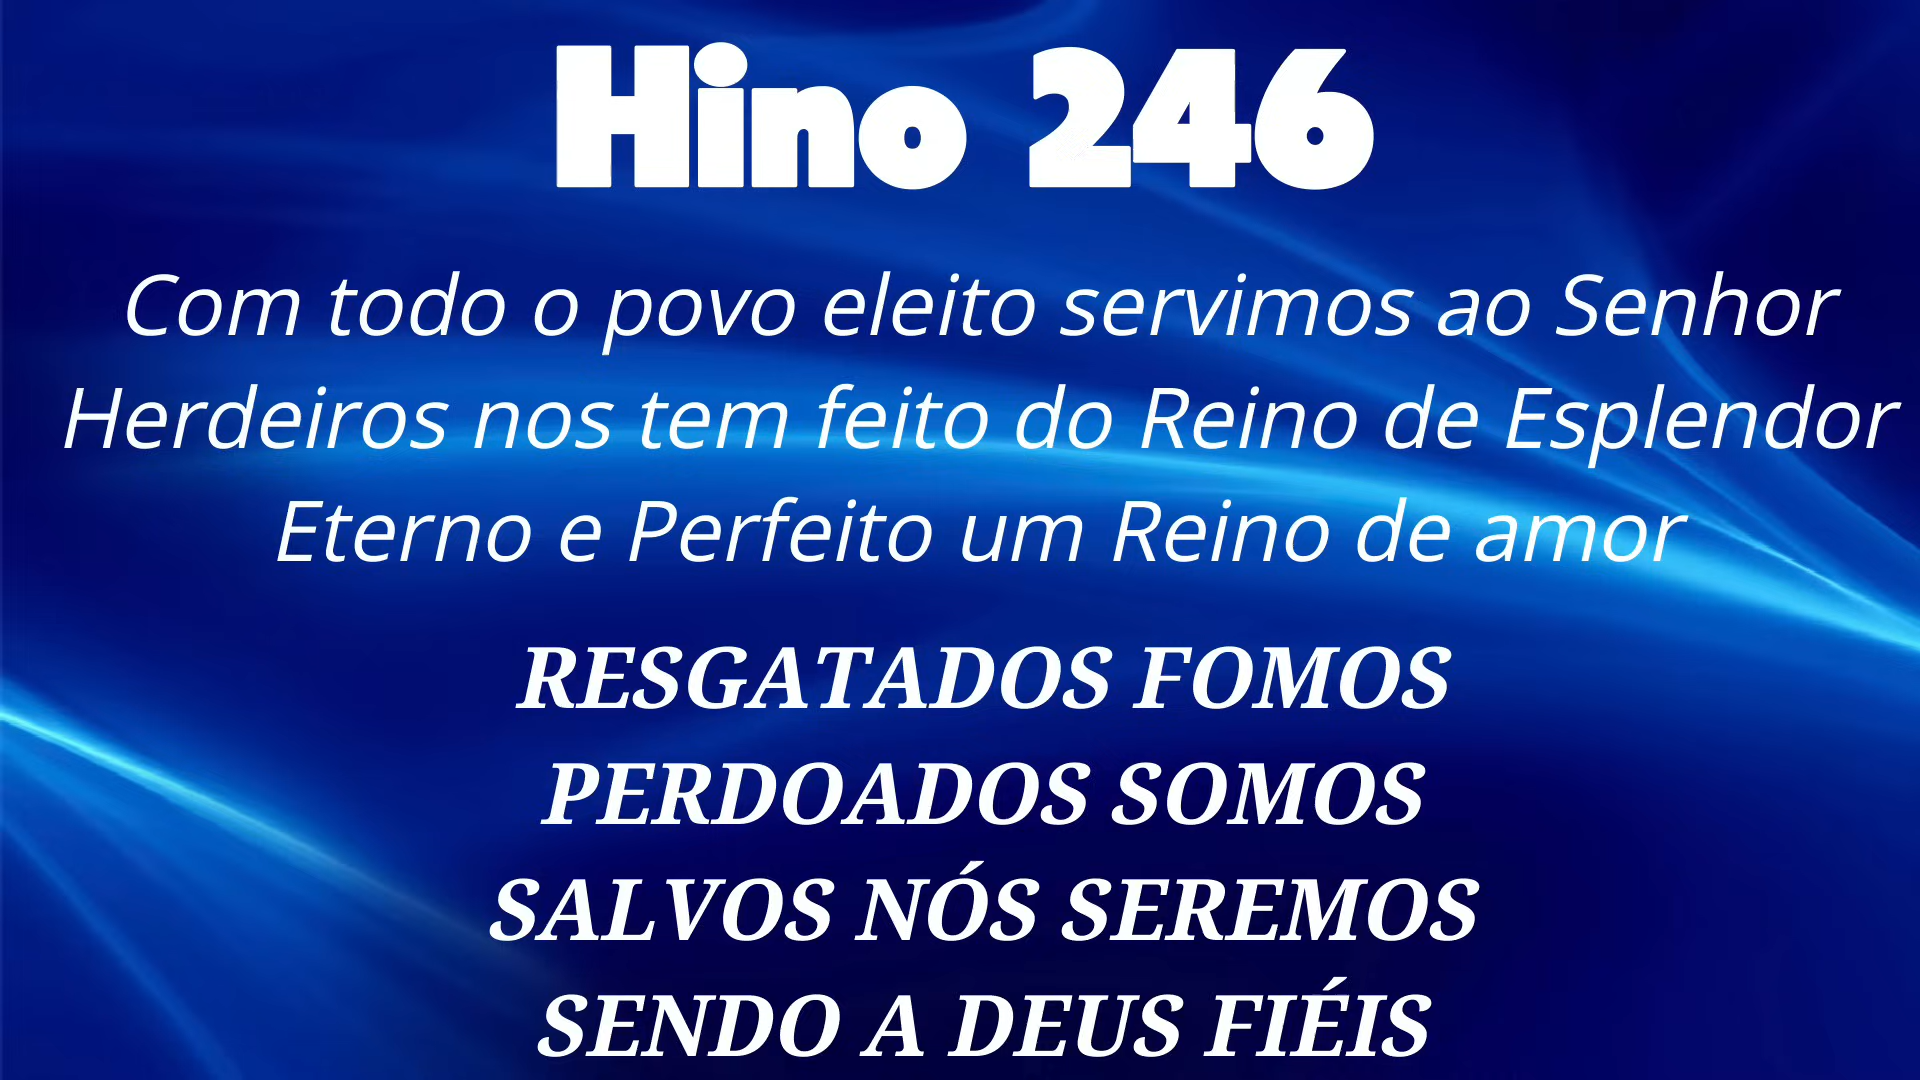 Hino 246
Com todo o povo eleito servimos ao Senhor
Herdeiros nos tem feito do Reino de Esplendor
Eterno e Perfeito um Reino de amor
RESGATADOS FOMOS
PERDOADOS SOMOS
SALVOS NÓS SEREMOS
SENDO A DEUS FIÉIS